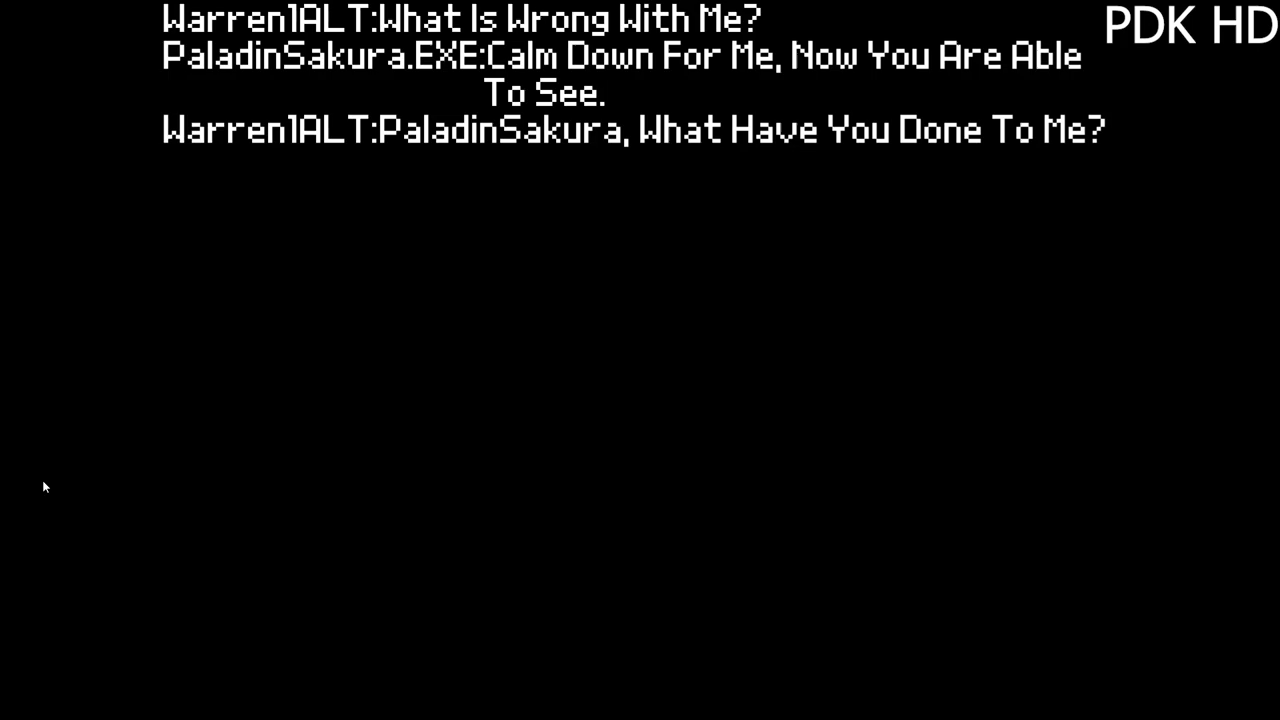 Warren1ALT:What Is Wrong With Me?
PDK HD
PaladinSakura.EXE:Calm Down For Me, Now You Are Able
To See.
Warren1ALT:PaladinSakura, What Have You Done To Me?